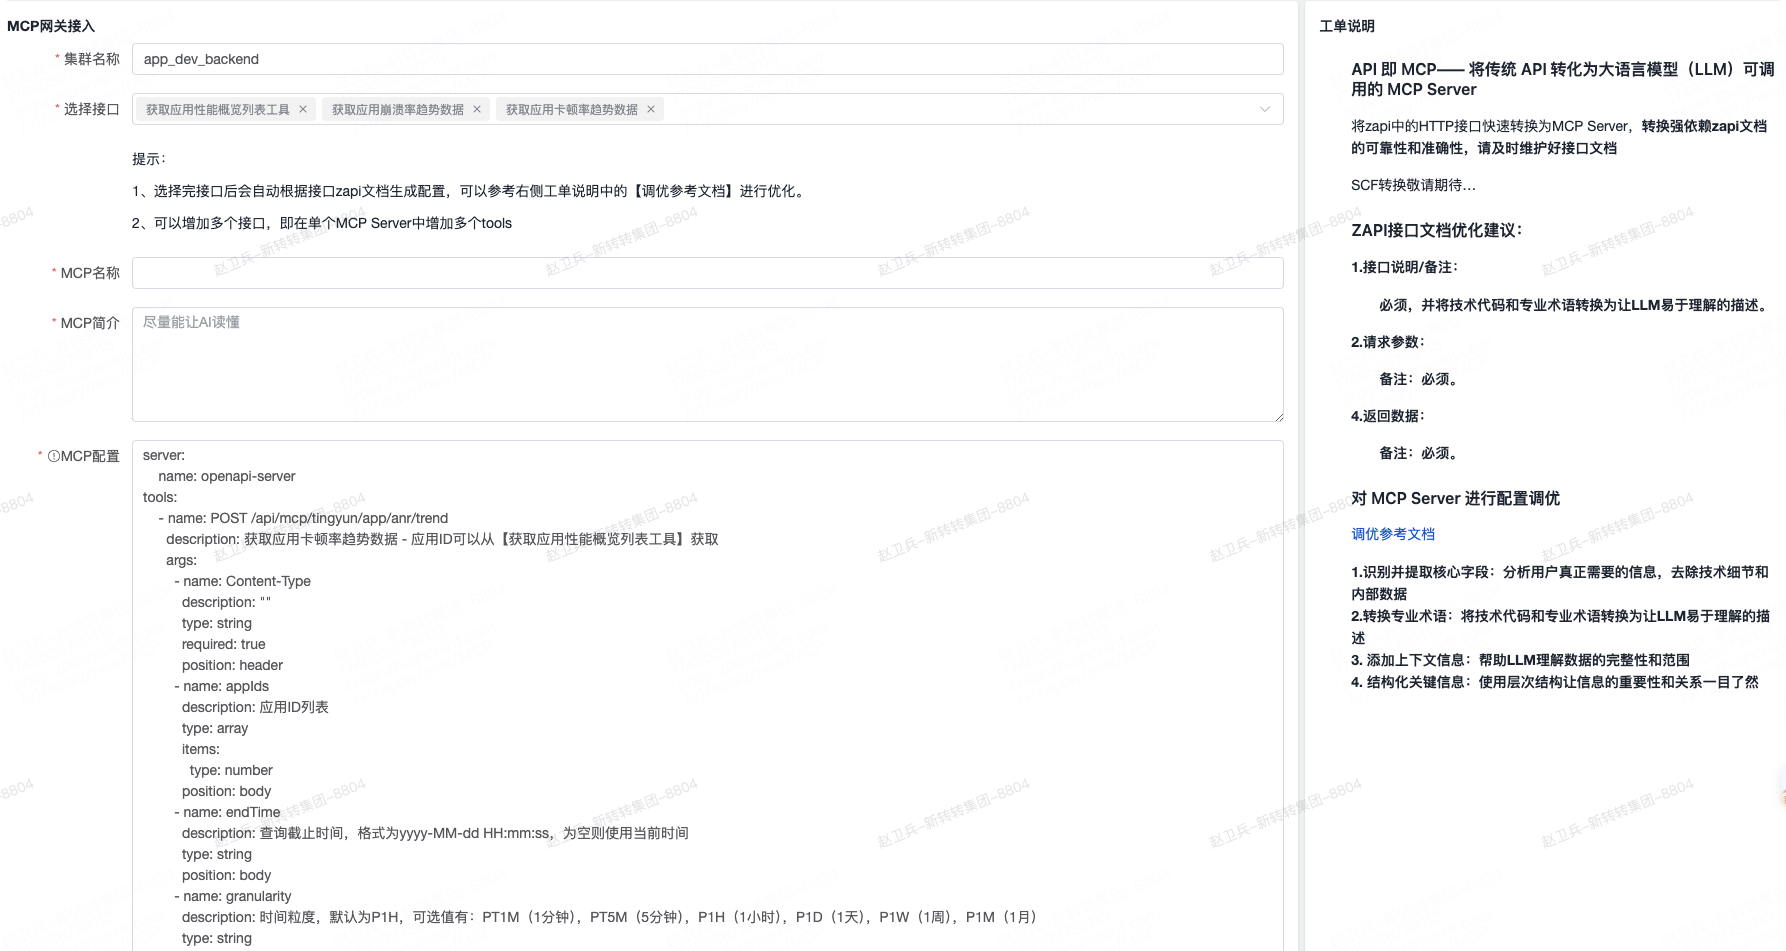 MCP网关接入
* 集群名称
app_dev_backend
* 选择接口
获取应用性能概览列表工具 ×
获取应用崩溃率趋势数据 ×
获取应用卡顿率趋势数据 ×
提示：
1、选择完接口后会自动根据接口zapi文档生成配置，可以参考右侧工单说明中的【调优参考文档】进行优化。
2、可以增加多个接口，即在单个MCP Server中增加多个tools
* MCP名称
* MCP简介
尽量能让AI读懂
* MCP配置
server:
name: openapi-server
tools:
- name: POST /api/mcp/tingyun/app/anr/trend
description: 获取应用卡顿率趋势数据 - 应用ID可以从【获取应用性能概览列表工具】获取
args:
- name: Content-Type
description: ""
type: string
required: true
position: header
- name: appIds
description: 应用ID列表
type: array
items:
type: number
position: body
- name: endTime
description: 查询截止时间，格式为yyyy-MM-dd HH:mm:ss，为空则使用当前时间
type: string
position: body
- name: granularity
description: 时间粒度，默认为P1H，可选值有：PT1M（1分钟），PT5M（5分钟），P1H（1小时），P1D（1天），P1W（1周），P1M（1月）
type: string
工单说明
API 即 MCP—— 将传统 API 转化为大语言模型（LLM）可调
用的 MCP Server
将zapi中的HTTP接口快速转换为MCP Server，转换强依赖zapi文档
的可靠性和准确性，请及时维护好接口文档
SCF转换敬请期待...
ZAPI接口文档优化建议：
1.接口说明/备注：
必须，并将技术代码和专业术语转换为让LLM易于理解的描述。
2.请求参数：
备注：必须。
4.返回数据：
备注：必须。
对 MCP Server 进行配置调优
调优参考文档
1.识别并提取核心字段：分析用户真正需要的信息，去除技术细节和
内部数据
2.转换专业术语：将技术代码和专业术语转换为让LLM易于理解的描
述
3. 添加上下文信息：帮助LLM理解数据的完整性和范围
4. 结构化关键信息：使用层次结构让信息的重要性和关系一目了然
赵卫兵-新转转集团-8804